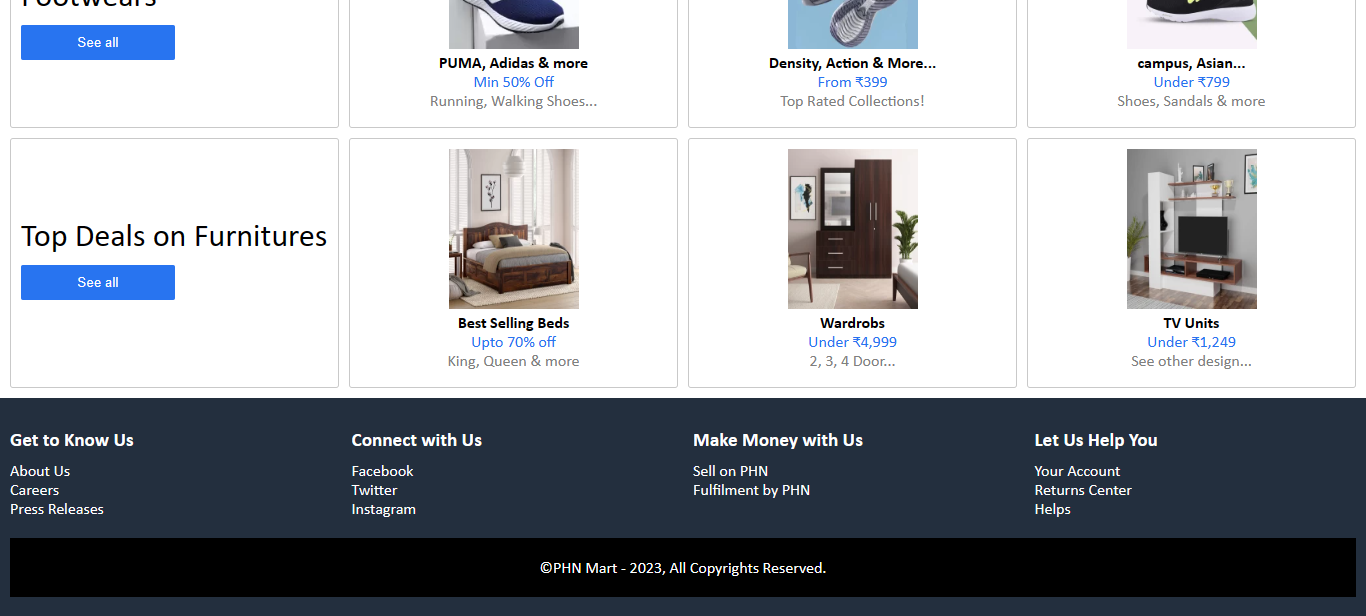 Footwears
See all
PUMA, Adidas & more
Min 50% Off
Running, Walking Shoes...
Density, Action & More...
From ₹399
Top Rated Collections!
campus, Asian...
Under ₹799
Shoes, Sandals & more
Top Deals on Furnitures
See all
Best Selling Beds
Upto 70% off
King, Queen & more
Wardrobs
Under ₹4,999
2, 3, 4 Door...
TV Units
Under ₹1,249
See other design...
Get to Know Us
About Us
Careers
Press Releases
Connect with Us
Facebook
Twitter
Instagram
Make Money with Us
Sell on PHN
Fulfilment by PHN
Let Us Help You
Your Account
Returns Center
Helps
©PHN Mart - 2023, All Copyrights Reserved.